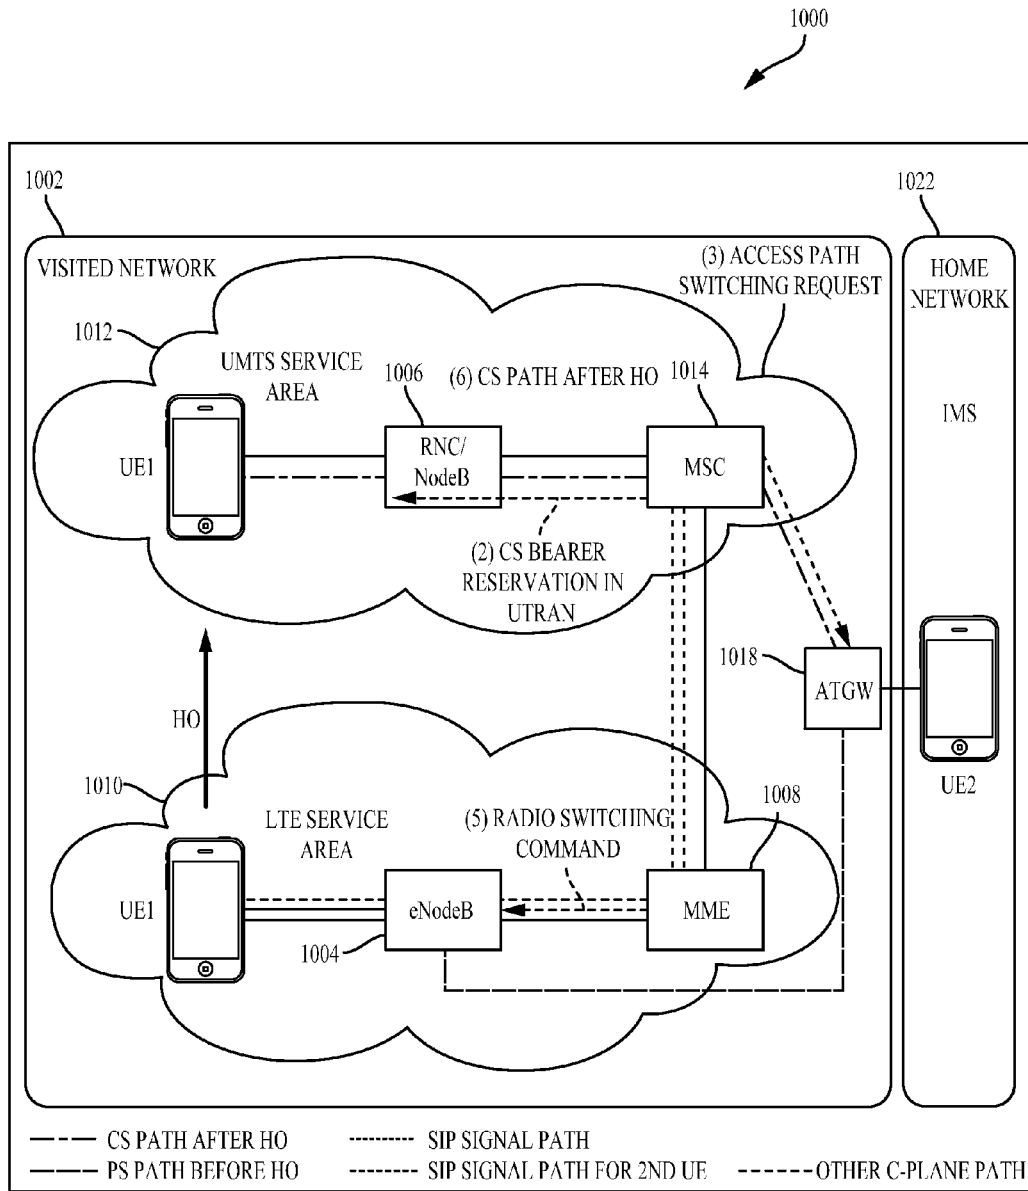 1000
1002
1022
VISITED NETWORK
(3) ACCESS PATH
SWITCHING REQUEST
HOME
NETWORK
1012
UMTS SERVICE
AREA
1006
(6) CS PATH AFTER HO
1014
IMS
UE1
RNC/
NodeB
MSC
(2) CS BEARER
RESERVATION IN
UTRAN
1018
ATGW
HO
UE2
1010
LTE SERVICE
AREA
(5) RADIO SWITCHING
COMMAND
1008
UE1
eNodeB
MME
1004
CS PATH AFTER HO
SIP SIGNAL PATH
PS PATH BEFORE HO
SIP SIGNAL PATH FOR 2ND UE
OTHER C-PLANE PATH